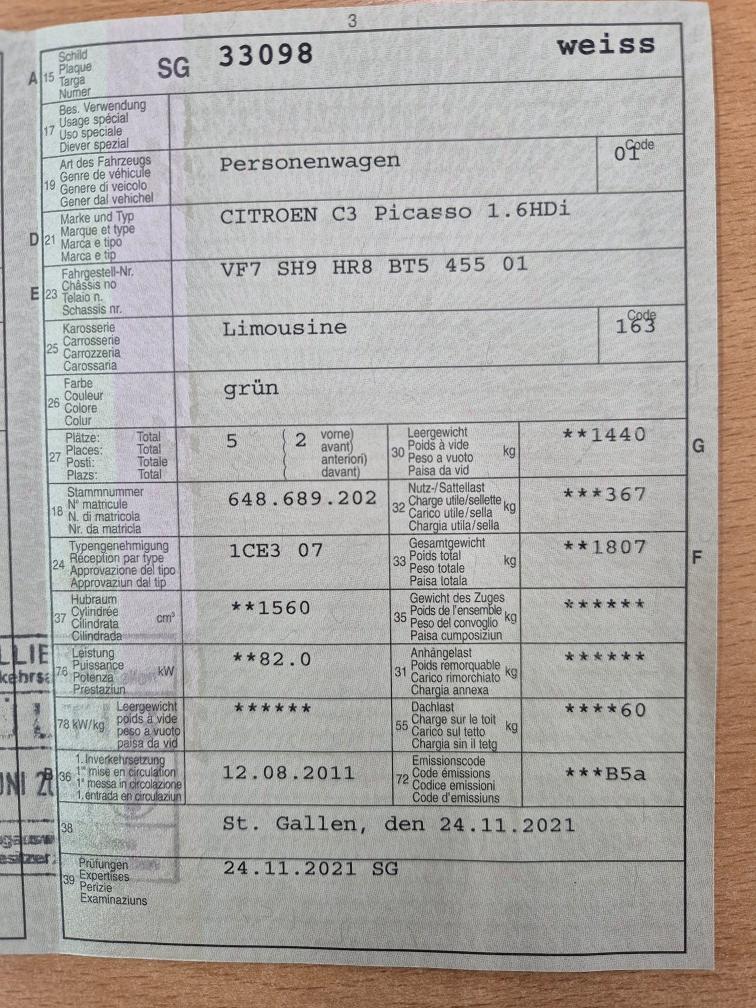 3
A 15 Schild Plaque Targa Numer SG 33098 weiss
17 Bes. Verwendung
Usage spécial
Uso speciale
Diever spezial
19 Art des Fahrzeugs
Genre de véhicule
Genere di veicolo
Gener dal vehichel
Personenwagen
Code
01
D 21 Marke und Typ
Marque et type
Marca e tipo
Marca e tip
CITROEN C3 Picasso 1.6HDi
E 23 Fahrgestell-Nr.
Châssis no
Telaio n.
Schassis nr.
VF7 SH9 HR8 BT5 455 01
25 Karosserie
Carrosserie
Carrozzeria
Carossaria
Limousine
Code
163
26 Farbe
Couleur
Colore
Colur
grün
27 Plätze: Total
Places: Total
Posti: Totale
Plazs: Total
5 ( 2 vorne)
( avant)
( anteriori)
( davant)
30 Leergewicht
Poids à vide
Peso a vuoto
Paisa da vid
kg
**1440
G
18 Stammnummer
N° matricule
N. di matricola
Nr. da matricla
648.689.202
32 Nutz-/Sattellast
Charge utile/sellette
Carico utile/sella
Chargia utila/sella
kg
***367
24 Typengenehmigung
Réception par type
Approvazione del tipo
Approvaziun dal tip
1CE3 07
33 Gesamtgewicht
Poids total
Peso totale
Paisa totala
kg
**1807
F
37 Hubraum
Cylindrée
Cilindrata
Cilindrada
cm³
**1560
35 Gewicht des Zuges
Poids de l'ensemble
Peso del convoglio
Paisa cumposiziun
kg
******
76 Leistung
Puissance
Potenza
Prestaziun
kW
**82.0
31 Anhängelast
Poids remorquable
Carico rimorchiato
Chargia annexa
kg
******
78 kW/kg Leergewicht
poids à vide
peso a vuoto
paisa da vid
******
55 Dachlast
Charge sur le toit
Carico sul tetto
Chargia sin il tetg
kg
****60
36 1. Inverkehrsetzung
1re mise en circulation
1a messa in circolazione
1. entrada en circulaziun
12.08.2011
72 Emissionscode
Code émissions
Codice emissioni
Code d'emissiuns
***B5a
38 St. Gallen, den 24.11.2021
39 Prüfungen
Expertises
Perizie
Examinaziuns
24.11.2021 SG